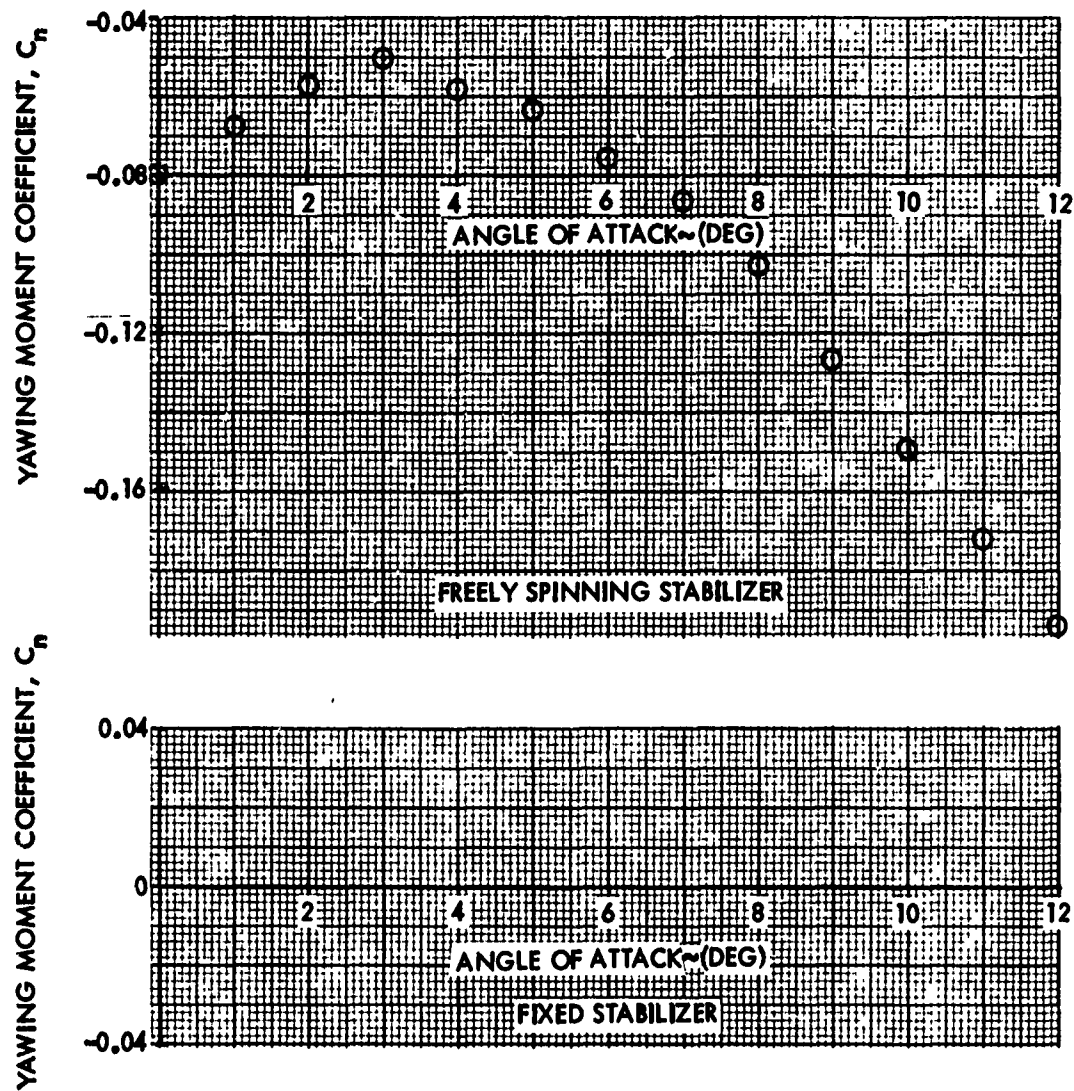 YAWING MOMENT COEFFICIENT, Cn
-0.04
-0.08
-0.12
-0.16
2 4 6 8 10 12
ANGLE OF ATTACK~(DEG)
FREELY SPINNING STABILIZER
YAWING MOMENT COEFFICIENT, Cn
0.04
0
-0.04
2 4 6 8 10 12
ANGLE OF ATTACK~(DEG)
FIXED STABILIZER